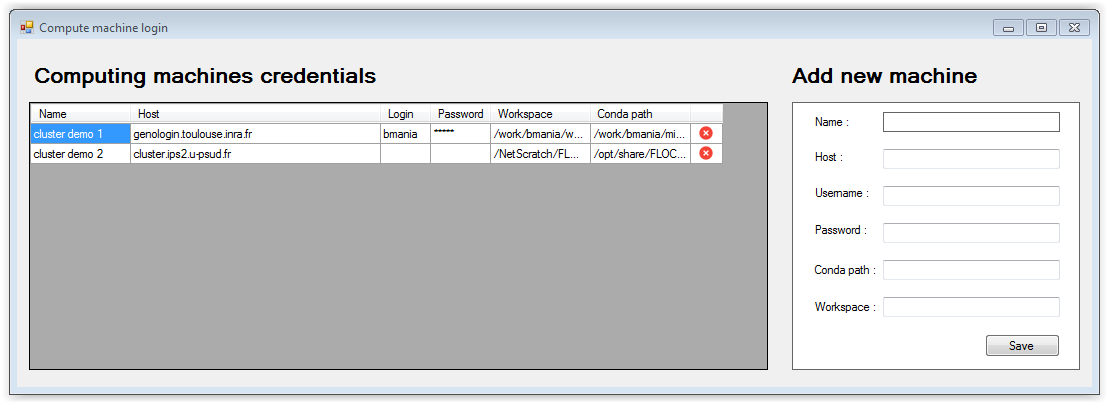 Compute machine login
Computing machines credentials
Name Host Login Password Workspace Conda path
cluster demo 1 genologin.toulouse.inra.fr bmania ***** /work/bmania/w... /work/bmania/mi...
cluster demo 2 cluster.ips2.u-psud.fr /NetScratch/FL... /opt/share/FLOC...
Add new machine
Name :
Host :
Username :
Password :
Conda path :
Workspace :
Save